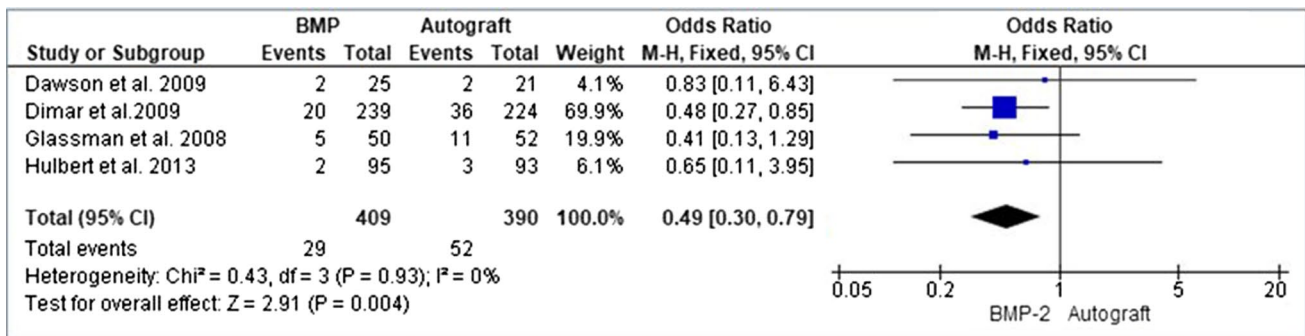 BMP Autograft Odds Ratio Odds Ratio
Study or Subgroup Events Total Events Total Weight M-H, Fixed, 95% CI M-H, Fixed, 95% CI
Dawson et al. 2009 2 25 2 21 4.1% 0.83 [0.11, 6.43]
Dimar et al.2009 20 239 36 224 69.9% 0.48 [0.27, 0.85]
Glassman et al. 2008 5 50 11 52 19.9% 0.41 [0.13, 1.29]
Hulbert et al. 2013 2 95 3 93 6.1% 0.65 [0.11, 3.95]
Total (95% CI) 409 390 100.0% 0.49 [0.30, 0.79]
Total events 29 52
Heterogeneity: Chi² = 0.43, df = 3 (P = 0.93); I² = 0%
Test for overall effect: Z = 2.91 (P = 0.004)
0.05 0.2 1 5 20
BMP-2 Autograft